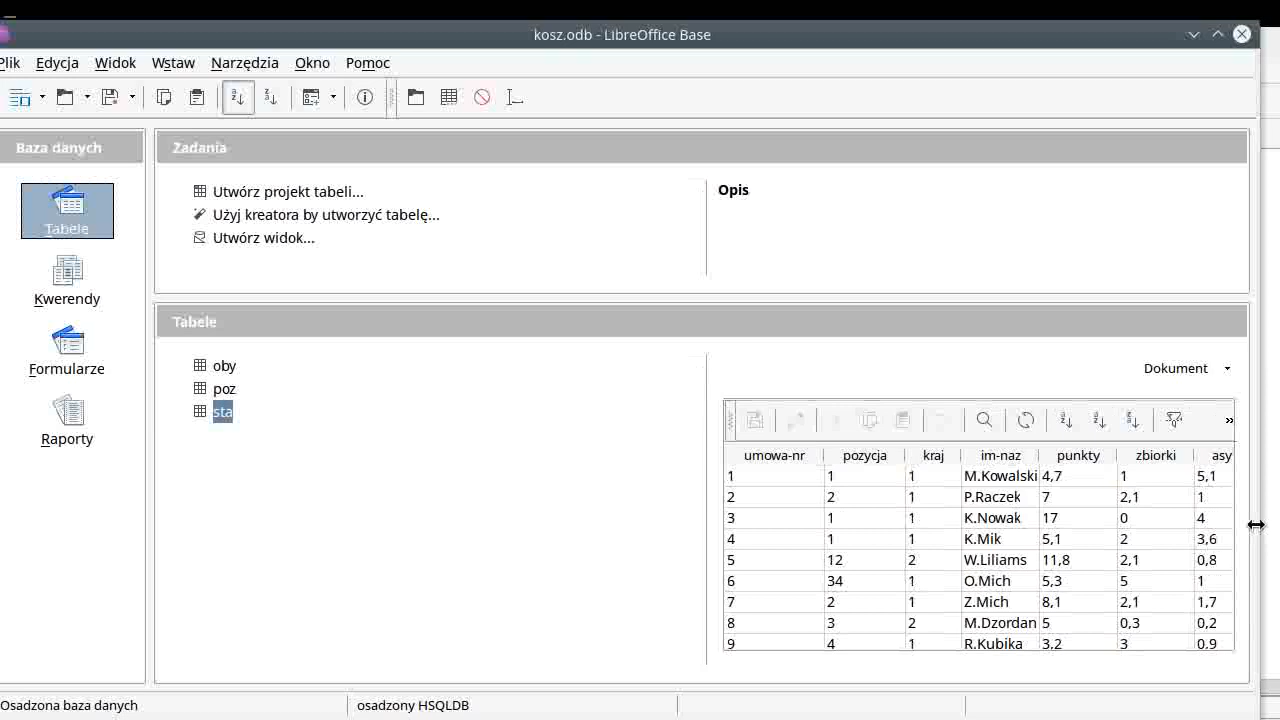 kosz.odb - LibreOffice Base
Plik Edycja Widok Wstaw Narzędzia Okno Pomoc
Baza danych
Tabele
Kwerendy
Formularze
Raporty
Zadania
Utwórz projekt tabeli...
Użyj kreatora by utworzyć tabelę...
Utwórz widok...
Opis
Tabele
oby
poz
sta
Dokument
umowa-nr pozycja kraj im-naz punkty zbiorki asy
1 1 1 M.Kowalski 4,7 1 5,1
2 2 1 P.Raczek 7 2,1 1
3 1 1 K.Nowak 17 0 4
4 1 1 K.Mik 5,1 2 3,6
5 12 2 W.Liliams 11,8 2,1 0,8
6 34 1 O.Mich 5,3 5 1
7 2 1 Z.Mich 8,1 2,1 1,7
8 3 2 M.Dzordan 5 0,3 0,2
9 4 1 R.Kubika 3,2 3 0,9
Osadzona baza danych osadzony HSQLDB